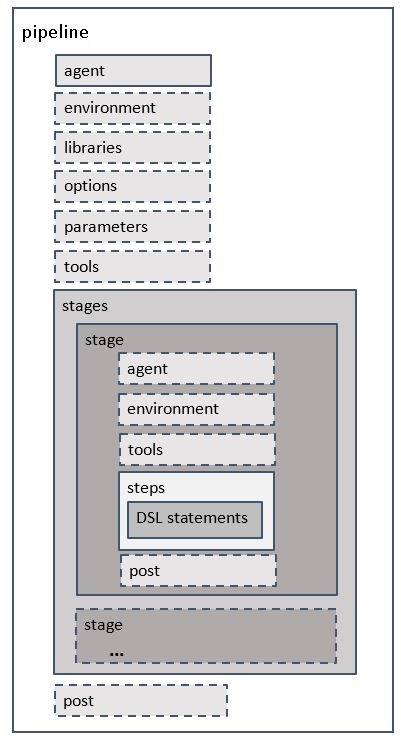 pipeline
agent
environment
libraries
options
parameters
tools
stages
stage
agent
environment
tools
steps
DSL statements
post
stage
...
post